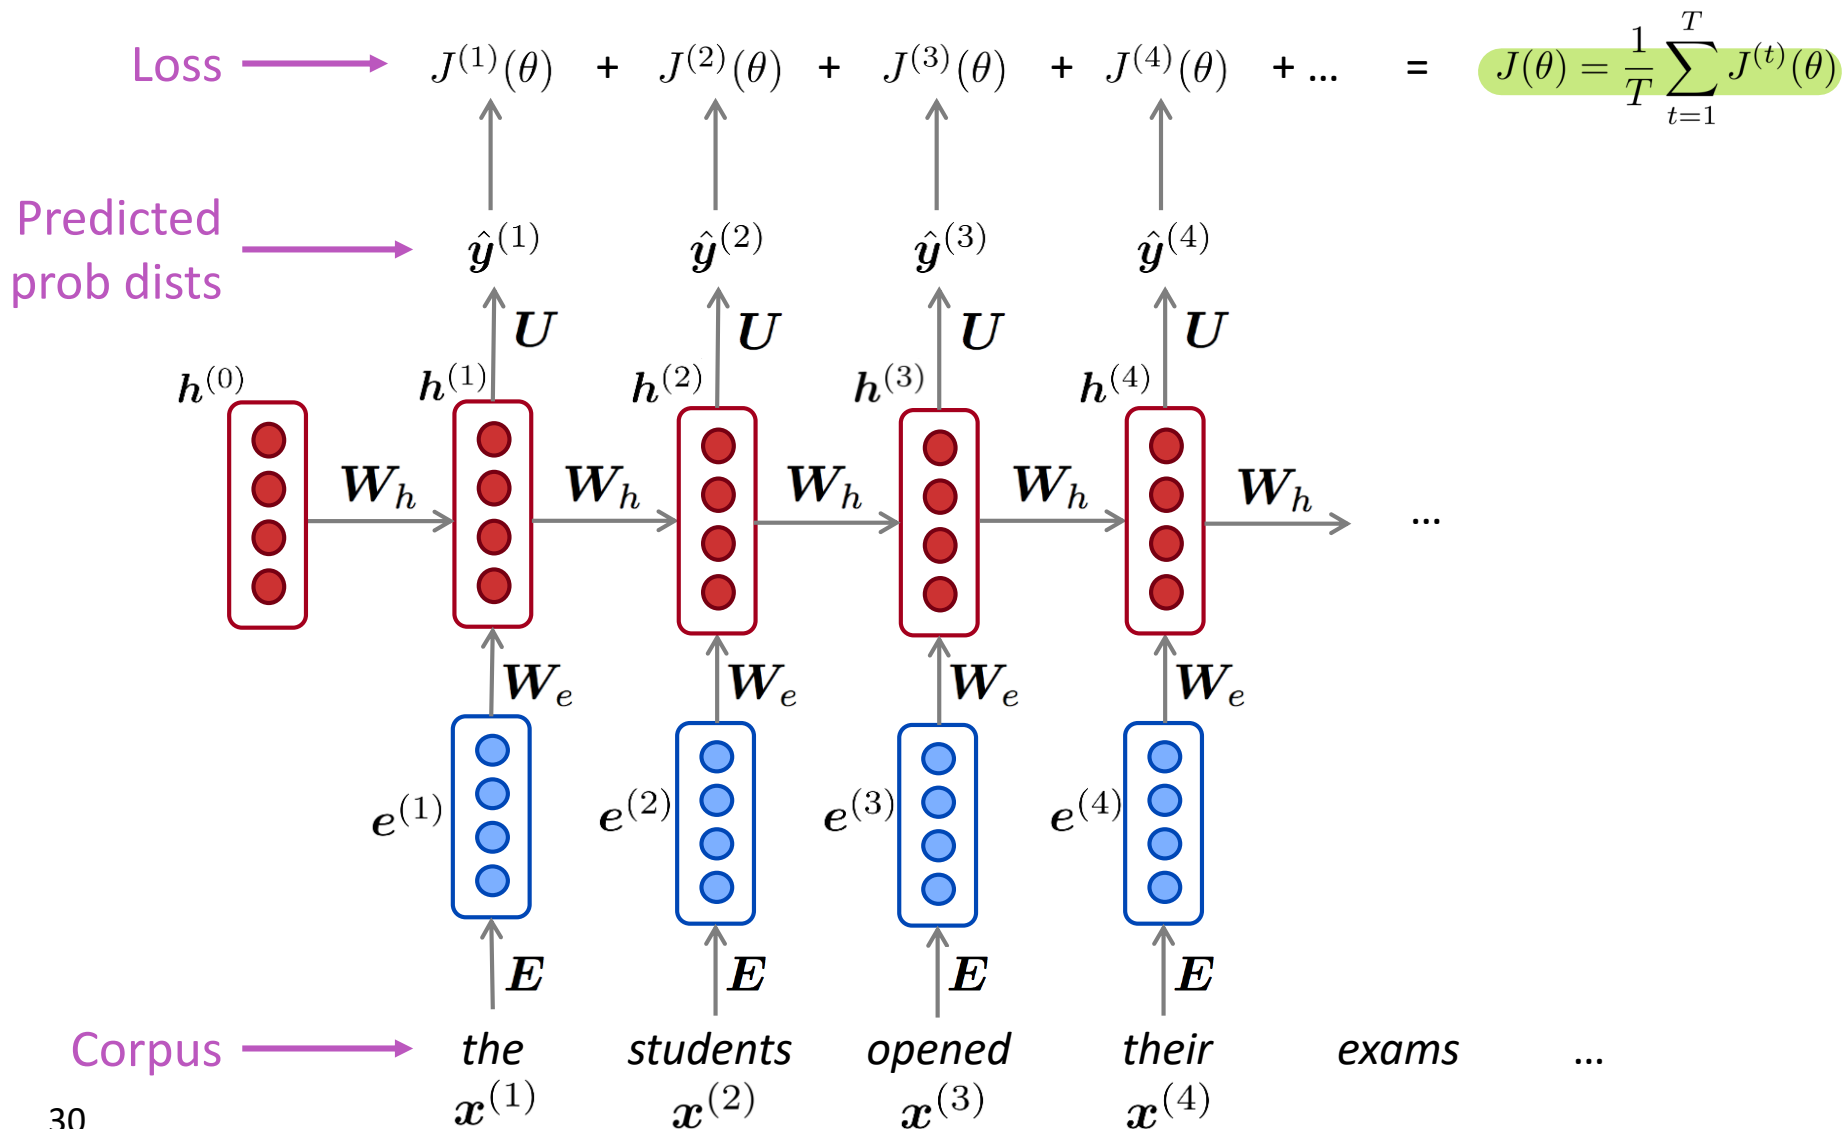 Loss J⁽¹⁾(θ) + J⁽²⁾(θ) + J⁽³⁾(θ) + J⁽⁴⁾(θ) + ... = J(θ) = 1/T ∑_{t=1}^{T} J⁽ᵗ⁾(θ)
Predicted
prob dists
ŷ⁽¹⁾ ŷ⁽²⁾ ŷ⁽³⁾ ŷ⁽⁴⁾
U U U U
h⁽⁰⁾ h⁽¹⁾ h⁽²⁾ h⁽³⁾ h⁽⁴⁾
W_h W_h W_h W_h W_h ...
W_e W_e W_e W_e
e⁽¹⁾ e⁽²⁾ e⁽³⁾ e⁽⁴⁾
E E E E
Corpus the students opened their exams ...
x⁽¹⁾ x⁽²⁾ x⁽³⁾ x⁽⁴⁾
30